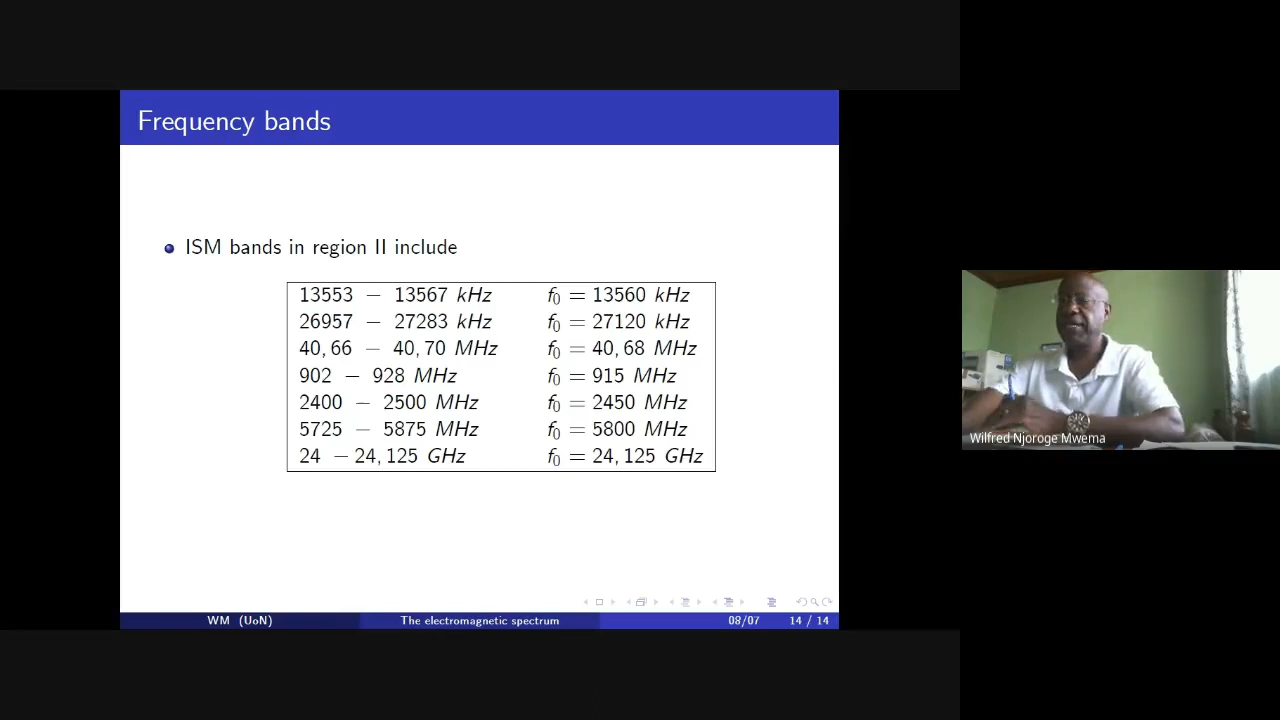 Frequency bands
ISM bands in region II include
13553 − 13567 kHz f0 = 13560 kHz
26957 − 27283 kHz f0 = 27120 kHz
40, 66 − 40, 70 MHz f0 = 40, 68 MHz
902 − 928 MHz f0 = 915 MHz
2400 − 2500 MHz f0 = 2450 MHz
5725 − 5875 MHz f0 = 5800 MHz
24 − 24, 125 GHz f0 = 24, 125 GHz
WM (UoN) The electromagnetic spectrum 08/07 14 / 14
Wilfred Njoroge Mwema